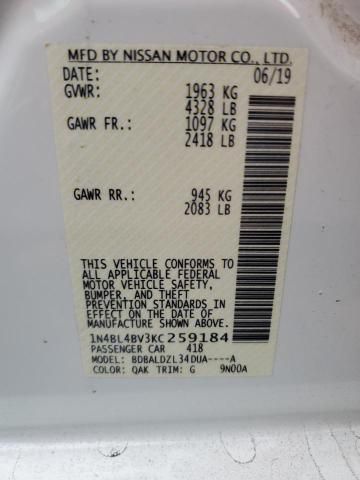 MFD BY NISSAN MOTOR CO., LTD.
DATE: 06/19
GVWR: 1963 KG
4328 LB
GAWR FR.: 1097 KG
2418 LB
GAWR RR.: 945 KG
2083 LB
THIS VEHICLE CONFORMS TO
ALL APPLICABLE FEDERAL
MOTOR VEHICLE SAFETY,
BUMPER, AND THEFT
PREVENTION STANDARDS IN
EFFECT ON THE DATE OF
MANUFACTURE SHOWN ABOVE.
1N4BL4BV3KC259184
PASSENGER CAR 418
BDBALDZL34DUA----A
COLOR: QAK TRIM: G 9N00A